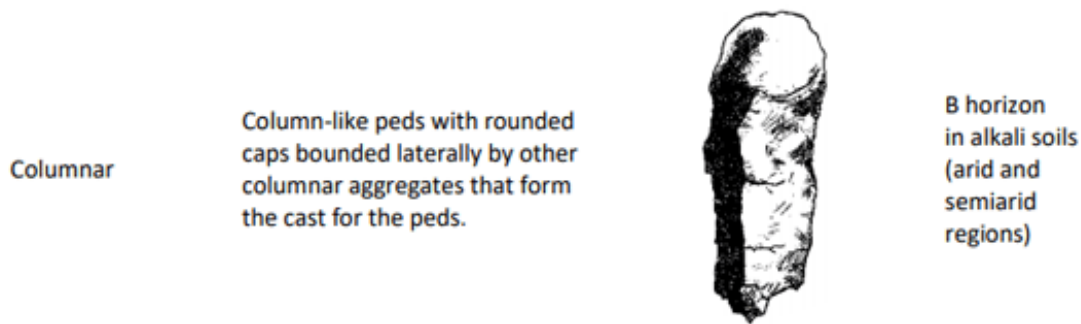 Columnar
Column-like peds with rounded
caps bounded laterally by other
columnar aggregates that form
the cast for the peds.
B horizon
in alkali soils
(arid and
semiarid
regions)